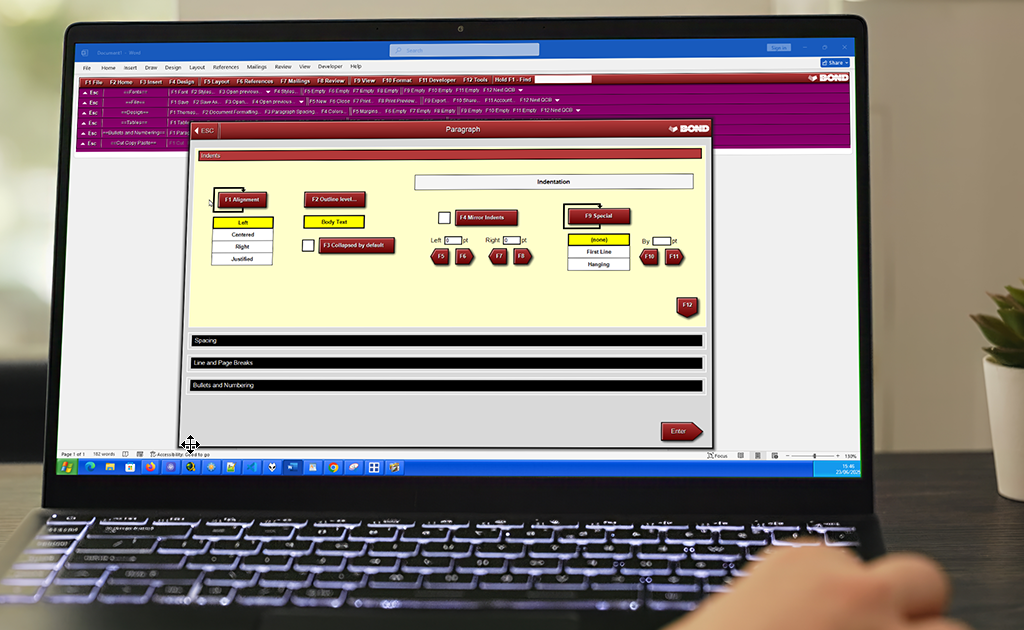 Document1 - Word
Search
Sign in
File Home Insert Draw Design Layout References Mailings Review View Developer Help
Share
F1 File F2 Home F3 Insert F4 Design F5 Layout F6 References F7 Mailings F8 Review F9 View F10 Format F11 Developer F12 Tools Hold F1 - Find
BOND
Esc ==Fonts== F1 Font F2 Styles... F3 Open previous... F4 Styles... F5 Empty F6 Empty F7 Empty F8 Empty F9 Empty F10 Empty F11 Empty F12 Next QCB
Esc ==File== F1 Save F2 Save As... F3 Open... F4 Open previous... F5 New F6 Close F7 Print... F8 Print Preview... F9 Export... F10 Share... F11 Account... F12 Next QCB
Esc ==Design== F1 Themes... F2 Document Formatting... F3 Paragraph Spacing... F4 Colors... F5 Margins... F6 Empty F7 Empty F8 Empty F9 Empty F10 Empty F11 Empty F12 Next QCB
Esc ==Tables== F1 Table
Esc ==Bullets and Numbering== F1 Para
Esc ==Cut Copy Paste== F1 Cut
ESC
Paragraph
BOND
Indents
Indentation
F1 Alignment
F2 Outline level...
F4 Mirror Indents
F9 Special
Left
Body Text
Centered
Right
Justified
F3 Collapsed by default
Left 0 pt
Right 0 pt
(none)
First Line
Hanging
By pt
F5 F6 F7 F8 F10 F11
F12
Spacing
Line and Page Breaks
Bullets and Numbering
Enter
Page 1 of 1 162 words Accessibility: Good to go
Focus
130%
15:46